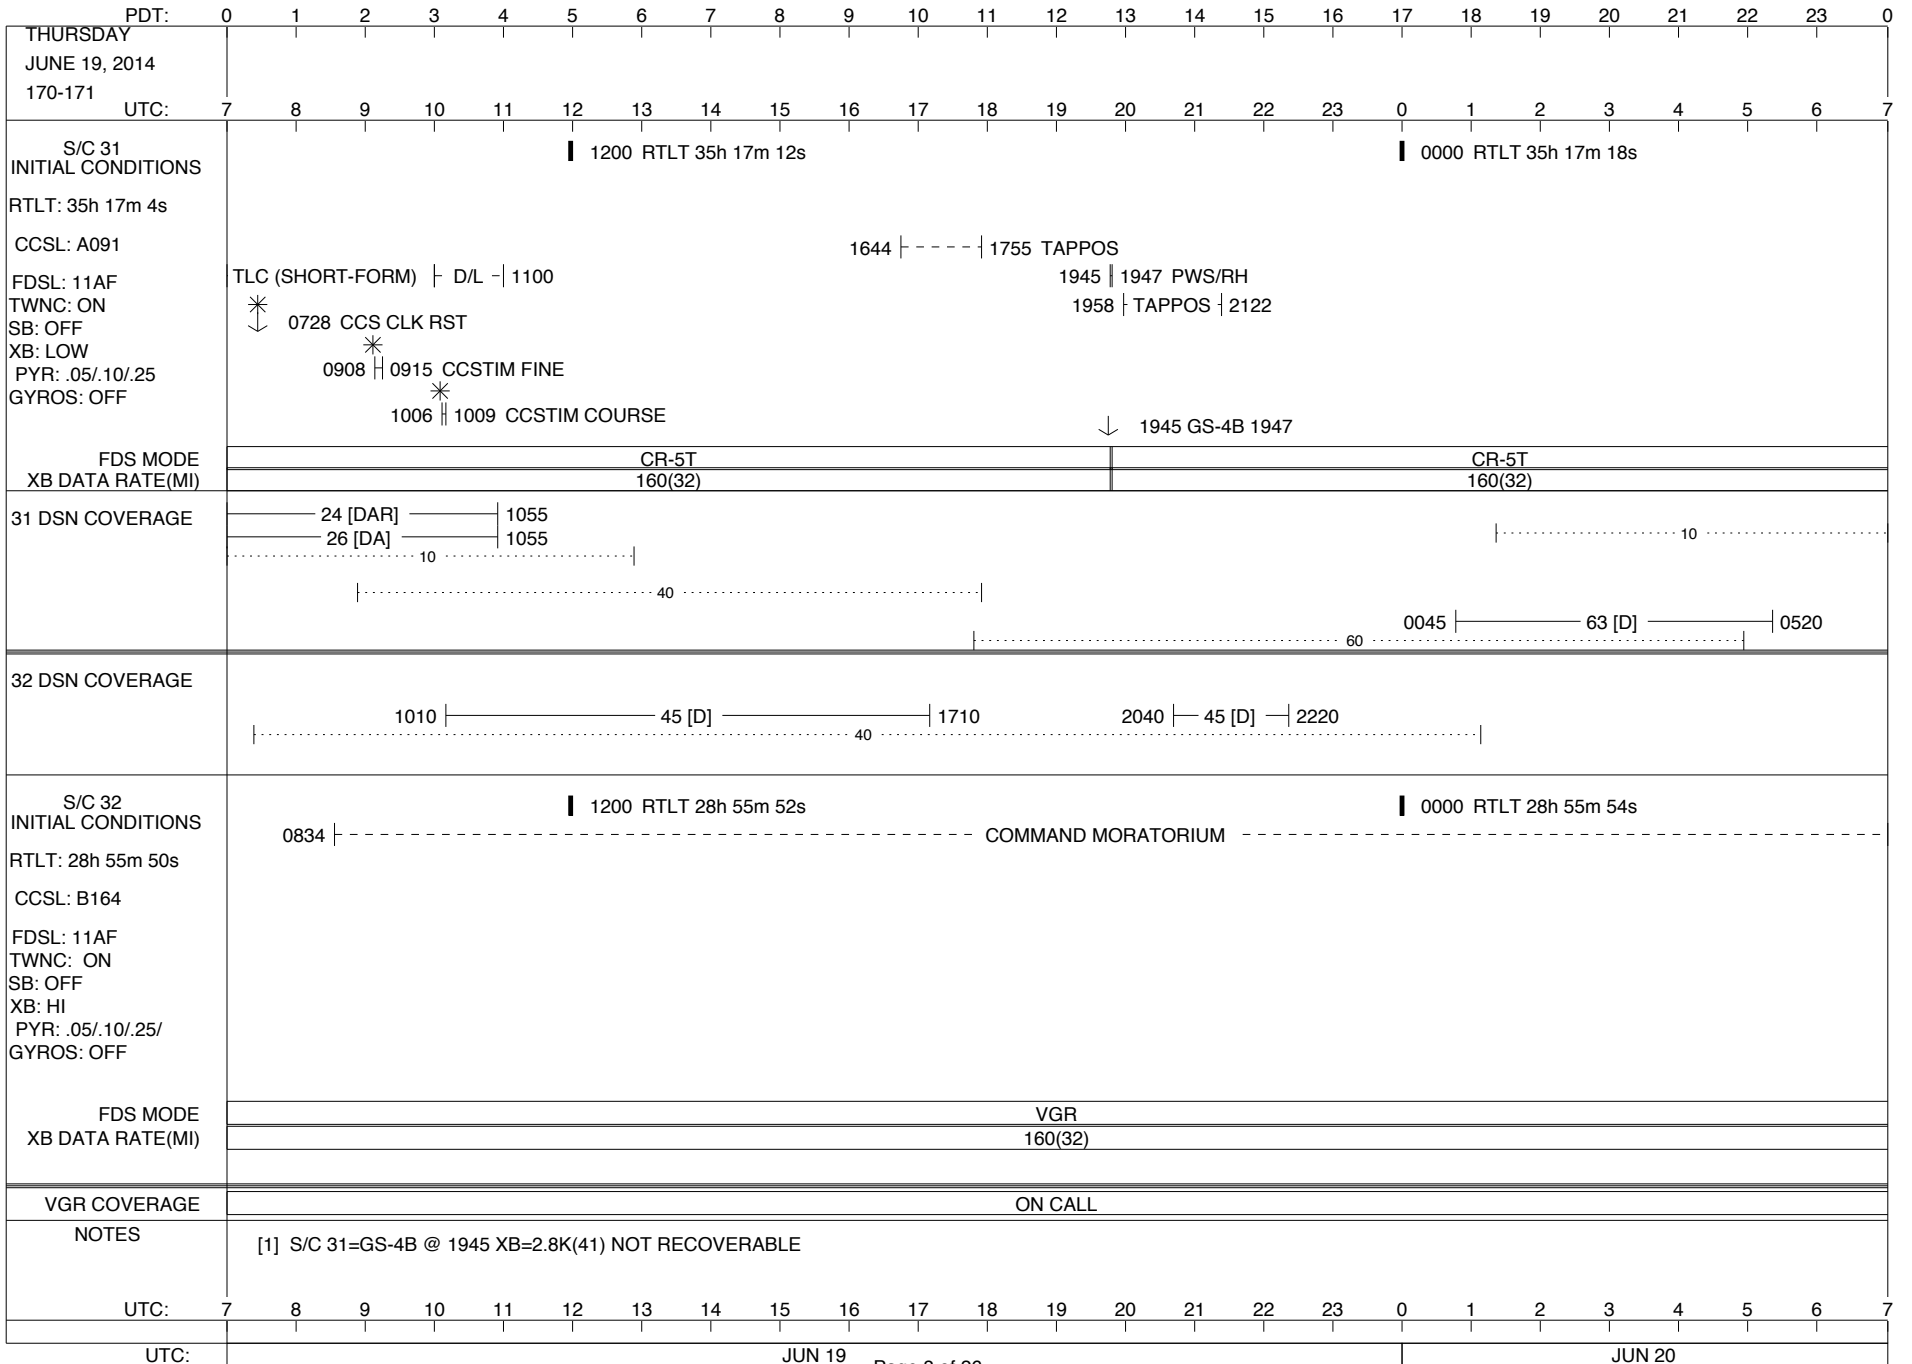 PDT: 0 1 2 3 4 5 6 7 8 9 10 11 12 13 14 15 16 17 18 19 20 21 22 23 0
THURSDAY
JUNE 19, 2014
170-171
UTC: 7 8 9 10 11 12 13 14 15 16 17 18 19 20 21 22 23 0 1 2 3 4 5 6 7
S/C 31
INITIAL CONDITIONS
1200 RTLT 35h 17m 12s
0000 RTLT 35h 17m 18s
RTLT: 35h 17m 4s
CCSL: A091
1644 1755 TAPPOS
FDSL: 11AF
TLC (SHORT-FORM) D/L 1100
1945 1947 PWS/RH
TWNC: ON
1958 TAPPOS 2122
SB: OFF
0728 CCS CLK RST
XB: LOW
PYR: .05/.10/.25
0908 0915 CCSTIM FINE
GYROS: OFF
1006 1009 CCSTIM COURSE
1945 GS-4B 1947
FDS MODE CR-5T CR-5T
XB DATA RATE(MI) 160(32) 160(32)
31 DSN COVERAGE
24 [DAR] 1055
26 [DA] 1055
10
10
40
0045 63 [D] 0520
60
32 DSN COVERAGE
1010 45 [D] 1710
2040 45 [D] 2220
40
S/C 32
INITIAL CONDITIONS
1200 RTLT 28h 55m 52s
0000 RTLT 28h 55m 54s
0834 COMMAND MORATORIUM
RTLT: 28h 55m 50s
CCSL: B164
FDSL: 11AF
TWNC: ON
SB: OFF
XB: HI
PYR: .05/.10/.25/
GYROS: OFF
FDS MODE VGR
XB DATA RATE(MI) 160(32)
VGR COVERAGE ON CALL
NOTES
[1] S/C 31=GS-4B @ 1945 XB=2.8K(41) NOT RECOVERABLE
UTC: 7 8 9 10 11 12 13 14 15 16 17 18 19 20 21 22 23 0 1 2 3 4 5 6 7
UTC: JUN 19 JUN 20